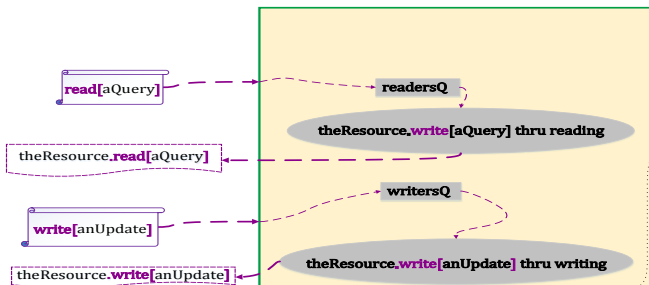 read[aQuery]
readersQ
theResource.write[aQuery] thru reading
theResource.read[aQuery]
writersQ
write[anUpdate]
theResource.write[anUpdate] thru writing
theResource.write[anUpdate]